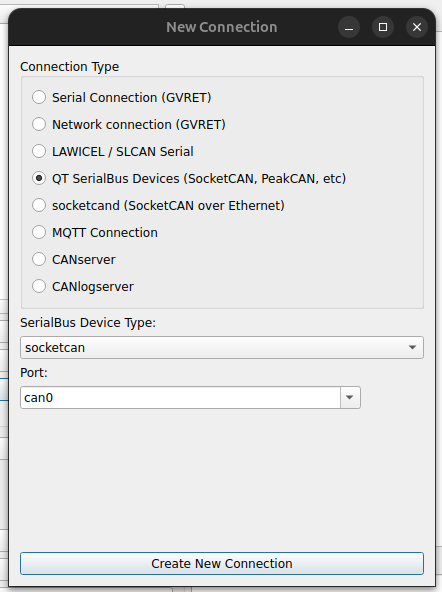 New Connection
Connection Type
Serial Connection (GVRET)
Network connection (GVRET)
LAWICEL / SLCAN Serial
QT SerialBus Devices (SocketCAN, PeakCAN, etc)
socketcand (SocketCAN over Ethernet)
MQTT Connection
CANserver
CANlogserver
SerialBus Device Type:
socketcan
Port:
can0
Create New Connection